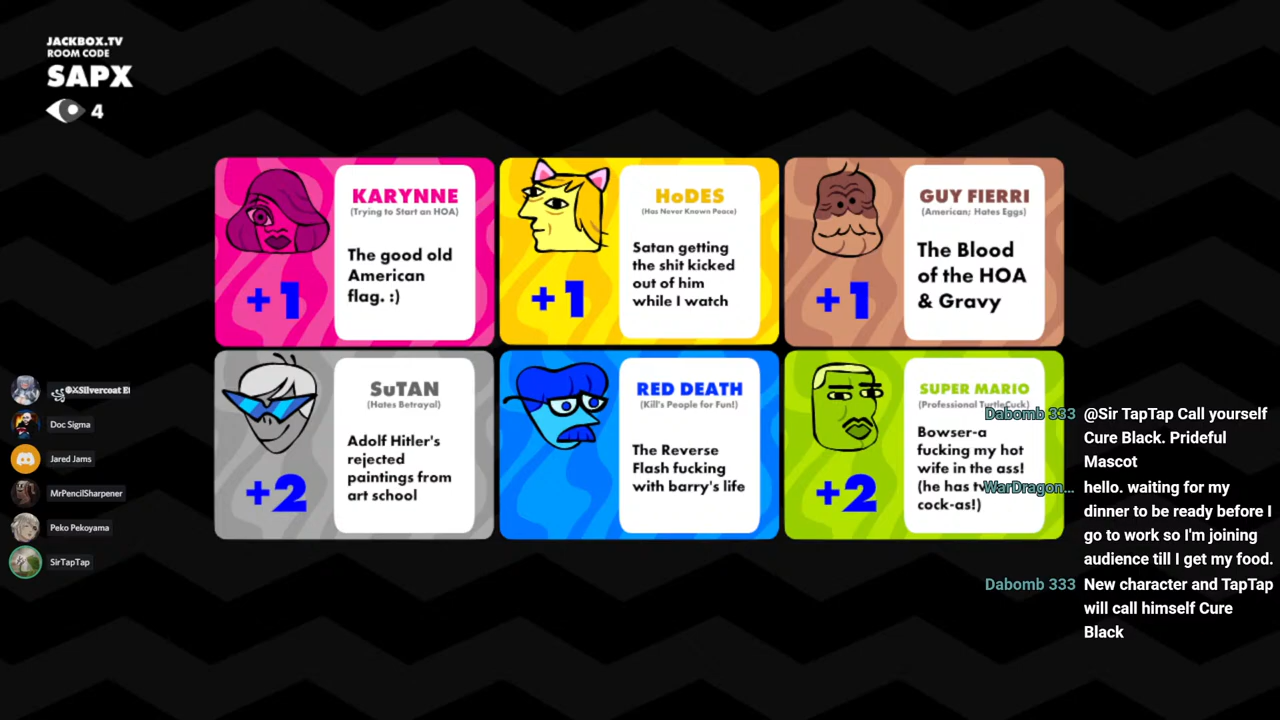 JACKBOX.TV
ROOM CODE
SAPX
4
KARYNNE
(Trying to Start an HOA)
The good old
American
flag. :)
+1
HoDES
(Has Never Known Peace)
Satan getting
the shit kicked
out of him
while I watch
+1
GUY FIERRI
(American; Hates Eggs)
The Blood
of the HOA
& Gravy
+1
SuTAN
(Hates Betrayal)
Adolf Hitler's
rejected
paintings from
art school
+2
RED DEATH
(Kill's People for Fun!)
The Reverse
Flash fucking
with barry's life
SUPER MARIO
(Professional TurtleCuck)
Bowser-a
fucking my hot
wife in the ass!
(he has
cock-as!)
+2
Silvercoat
Doc Sigma
Jared Jams
MrPencilSharpener
Peko Pekoyama
SirTapTap
Dabomb 333 @Sir TapTap Call yourself
Cure Black. Prideful
Mascot
WarDragon... hello. waiting for my
dinner to be ready before I
go to work so I'm joining
audience till I get my food.
Dabomb 333 New character and TapTap
will call himself Cure
Black